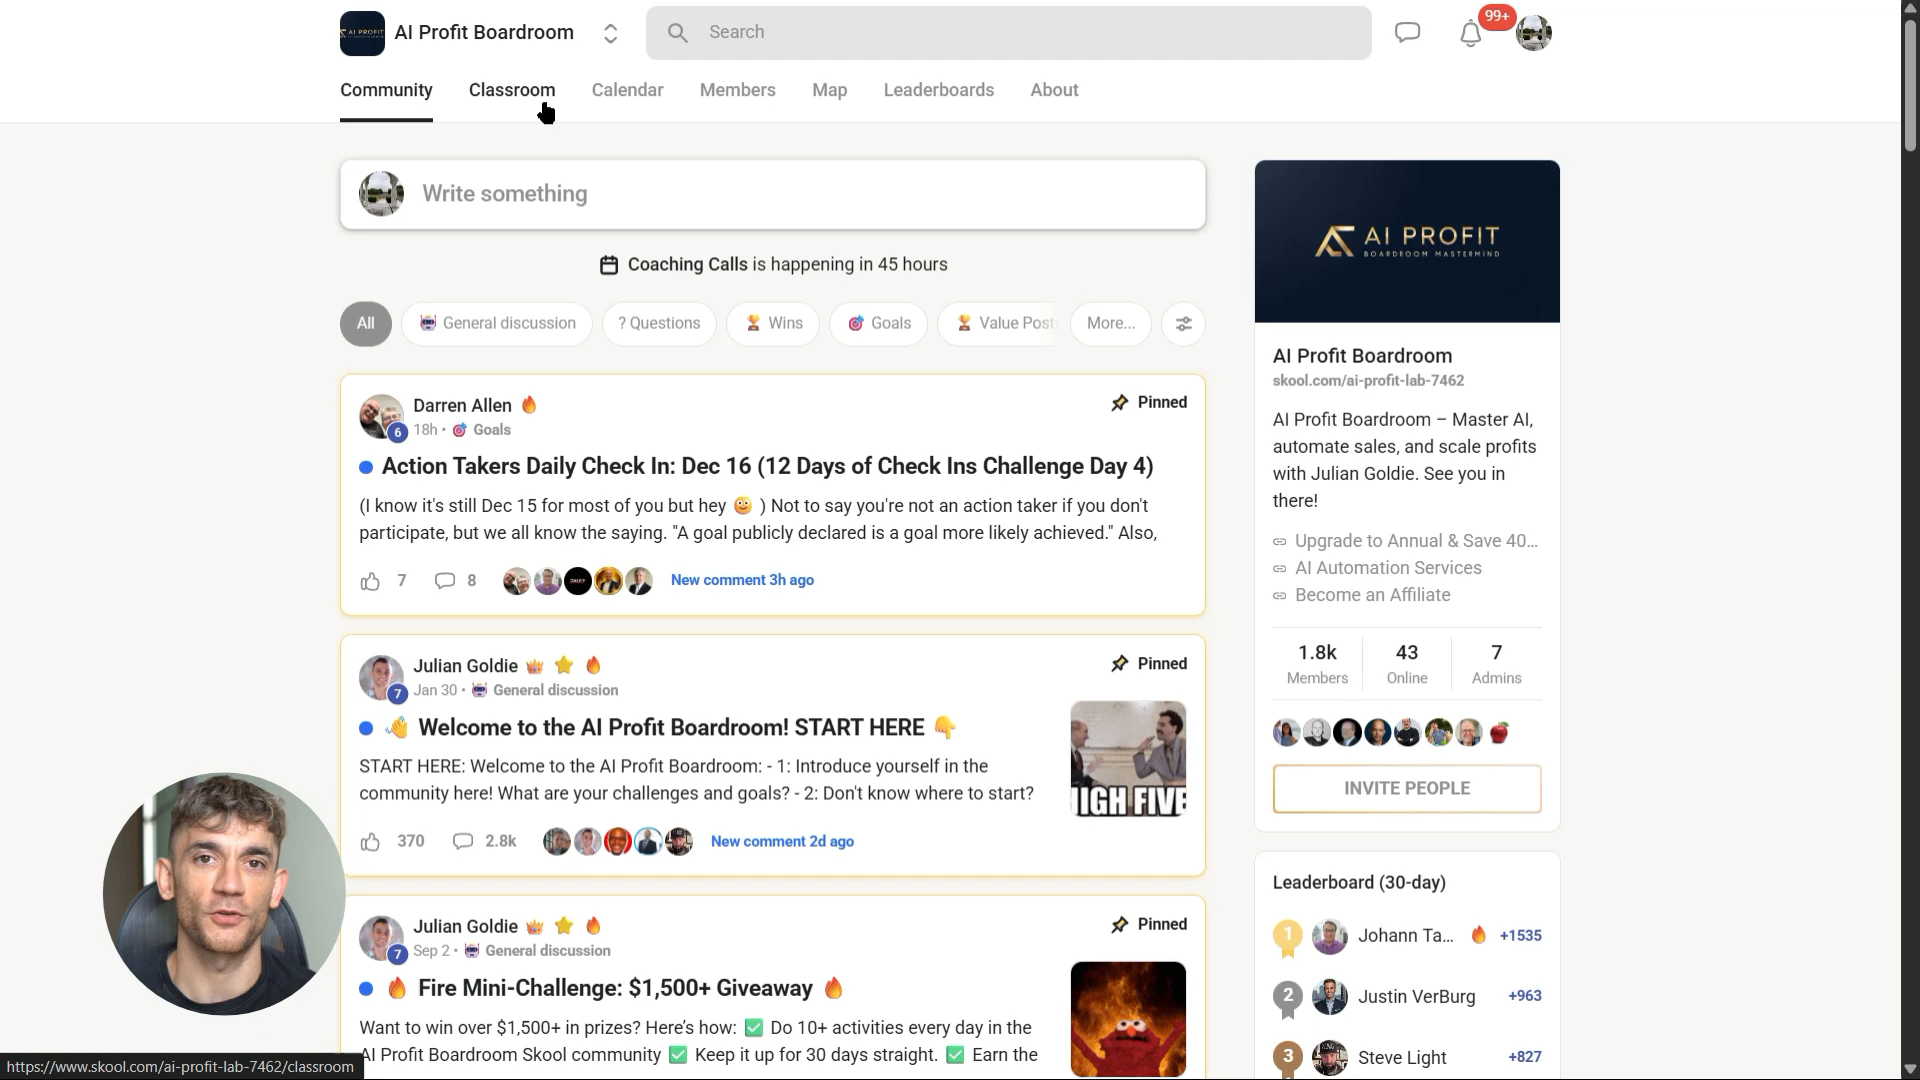 AI PROFIT
AI Profit Boardroom
Search
99+
Community
Classroom
Calendar
Members
Map
Leaderboards
About
Write something
Coaching Calls is happening in 45 hours
All
General discussion
? Questions
Wins
Goals
Value Post
More...
Darren Allen
Pinned
6
18h • Goals
Action Takers Daily Check In: Dec 16 (12 Days of Check Ins Challenge Day 4)
(I know it's still Dec 15 for most of you but hey 🤪 ) Not to say you're not an action taker if you don't
participate, but we all know the saying. "A goal publicly declared is a goal more likely achieved." Also,
7
8
New comment 3h ago
Julian Goldie
Pinned
7
Jan 30 • General discussion
👋 Welcome to the AI Profit Boardroom! START HERE 👇
START HERE: Welcome to the AI Profit Boardroom: - 1: Introduce yourself in the
community here! What are your challenges and goals? - 2: Don't know where to start?
HIGH FIVE
370
2.8k
New comment 2d ago
Julian Goldie
Pinned
7
Sep 2 • General discussion
🔥 Fire Mini-Challenge: $1,500+ Giveaway 🔥
Want to win over $1,500+ in prizes? Here’s how: ✅ Do 10+ activities every day in the
AI Profit Boardroom Skool community ✅ Keep it up for 30 days straight. ✅ Earn the
AI PROFIT
BOARDROOM MASTERMIND
AI Profit Boardroom
skool.com/ai-profit-lab-7462
AI Profit Boardroom – Master AI,
automate sales, and scale profits
with Julian Goldie. See you in
there!
Upgrade to Annual & Save 40...
AI Automation Services
Become an Affiliate
1.8k
Members
43
Online
7
Admins
INVITE PEOPLE
Leaderboard (30-day)
1
Johann Ta...
+1535
2
Justin VerBurg
+963
3
Steve Light
+827
https://www.skool.com/ai-profit-lab-7462/classroom